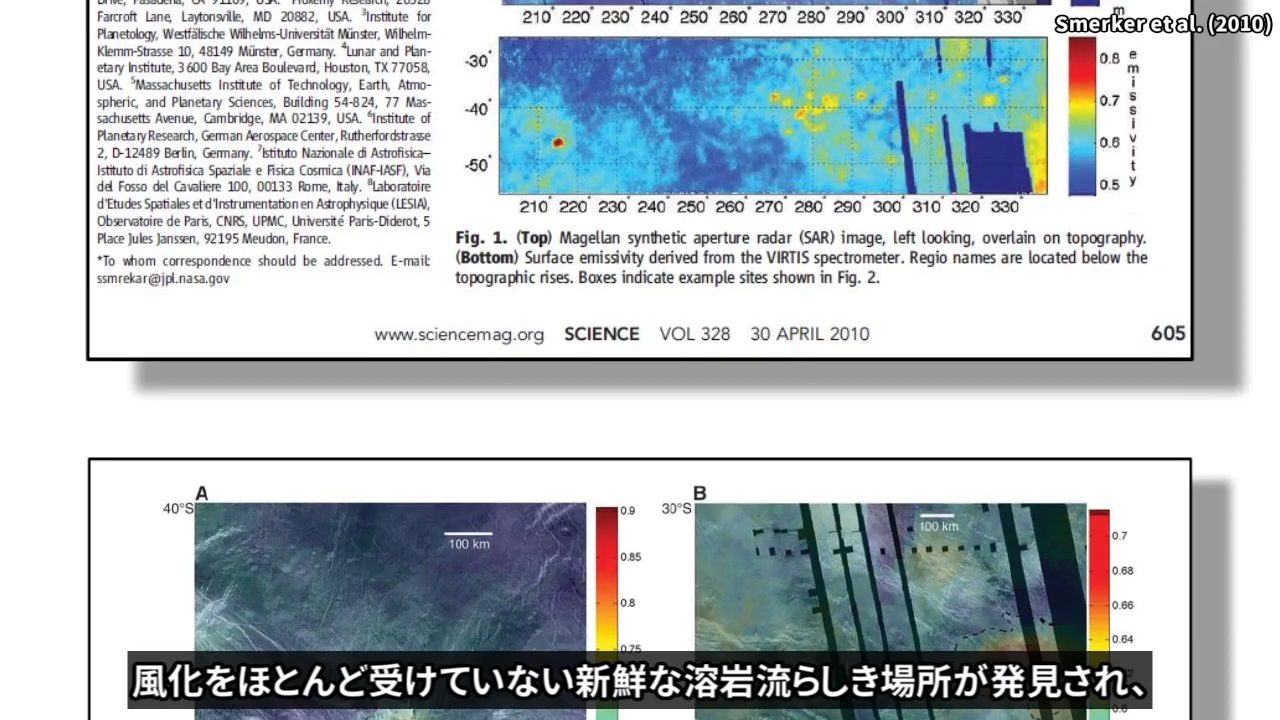 210˚ 220˚ 230˚ 240˚ 250˚ 260˚ 270˚ 280˚ 290˚ 300˚ 310˚ 320˚ 330˚
m
Smerker et al. (2010)
Farcroft Lane, Laytonsville, MD 20882, USA. ³Institute for
Planetology, Westfälische Wilhelms-Universität Münster, Wilhelm-
Klemm-Strasse 10, 48149 Münster, Germany. ⁴Lunar and Plan-
etary Institute, 3600 Bay Area Boulevard, Houston, TX 77058,
USA. ⁵Massachusetts Institute of Technology, Earth, Atmo-
spheric, and Planetary Sciences, Building 54-824, 77 Mas-
sachusetts Avenue, Cambridge, MA 02139, USA. ⁶Institute of
Planetary Research, German Aerospace Center, Rutherfordstrasse
2, D-12489 Berlin, Germany. ⁷Istituto Nazionale di Astrofisica–
Istituto di Astrofisica Spaziale e Fisica Cosmica (INAF-IASF), Via
del Fosso del Cavaliere 100, 00133 Rome, Italy. ⁸Laboratoire
d'Etudes Spatiales et d'Instrumentation en Astrophysique (LESIA),
Observatoire de Paris, CNRS, UPMC, Université Paris-Diderot, 5
Place Jules Janssen, 92195 Meudon, France.
*To whom correspondence should be addressed. E-mail:
ssmrekar@jpl.nasa.gov
-30˚
-40˚
-50˚
210˚ 220˚ 230˚ 240˚ 250˚ 260˚ 270˚ 280˚ 290˚ 300˚ 310˚ 320˚ 330˚
0.8
0.7
0.6
0.5
emissivity
Fig. 1. (Top) Magellan synthetic aperture radar (SAR) image, left looking, overlain on topography.
(Bottom) Surface emissivity derived from the VIRTIS spectrometer. Regio names are located below the
topographic rises. Boxes indicate example sites shown in Fig. 2.
www.sciencemag.org SCIENCE VOL 328 30 APRIL 2010
605
A
40°S
100 km
0.9
0.85
0.8
0.75
B
30°S
100 km
0.7
0.68
0.66
0.64
風化をほとんど受けていない新鮮な溶岩流らしき場所が発見され、